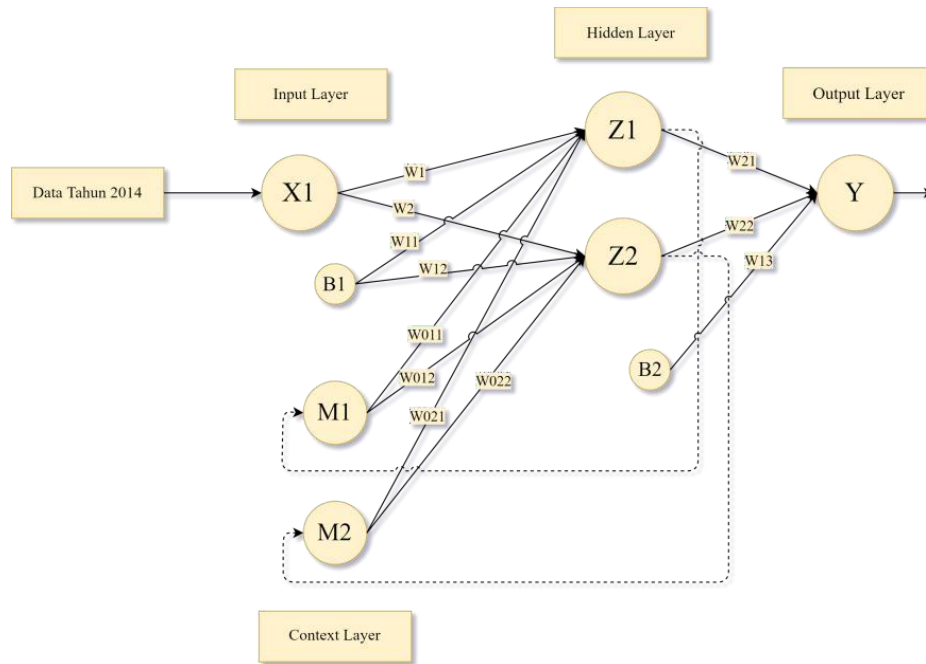 Hidden Layer
Input Layer
Output Layer
Z1
W1
W21
Data Tahun 2014
X1
Y
W2
W22
W11
Z2
W13
W12
B1
W011
B2
W012
W022
M1
W021
M2
Context Layer